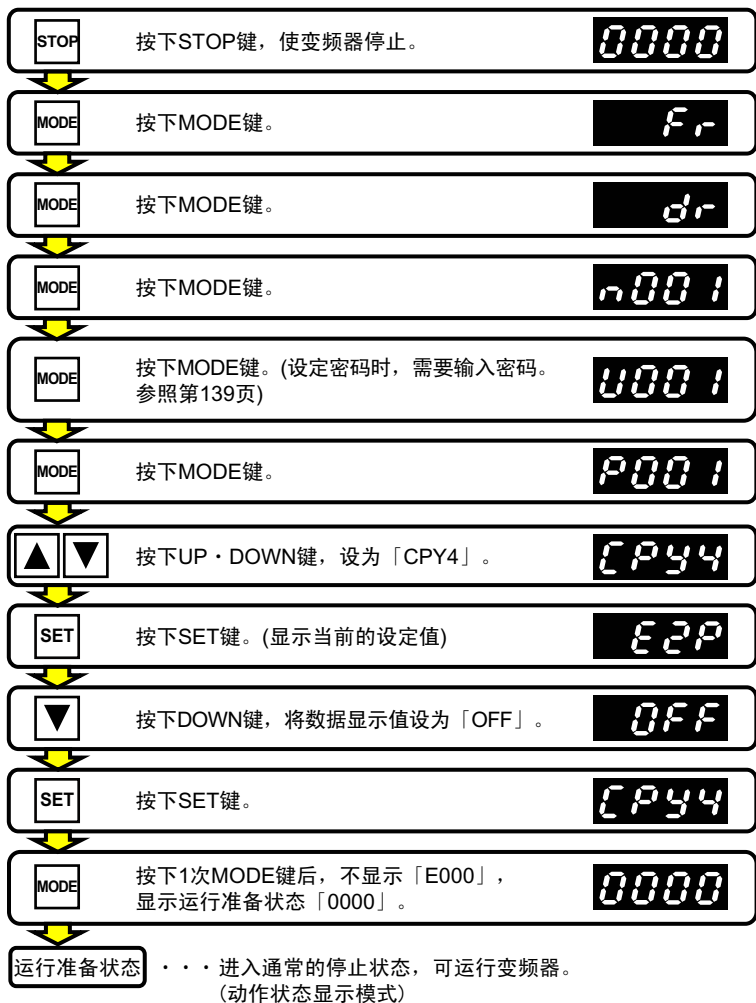 STOP 按下STOP键，使变频器停止。 0000
MODE 按下MODE键。 Fr
MODE 按下MODE键。 dr
MODE 按下MODE键。 n001
MODE 按下MODE键。(设定密码时，需要输入密码。
参照第139页) U001
MODE 按下MODE键。 P001
▲ ▼ 按下UP・DOWN键，设为「CPY4」。 CPY4
SET 按下SET键。(显示当前的设定值) E2P
▼ 按下DOWN键，将数据显示值设为「OFF」。 OFF
SET 按下SET键。 CPY4
MODE 按下1次MODE键后，不显示「E000」，
显示运行准备状态「0000」。 0000
运行准备状态 ・・・进入通常的停止状态，可运行变频器。
(动作状态显示模式)